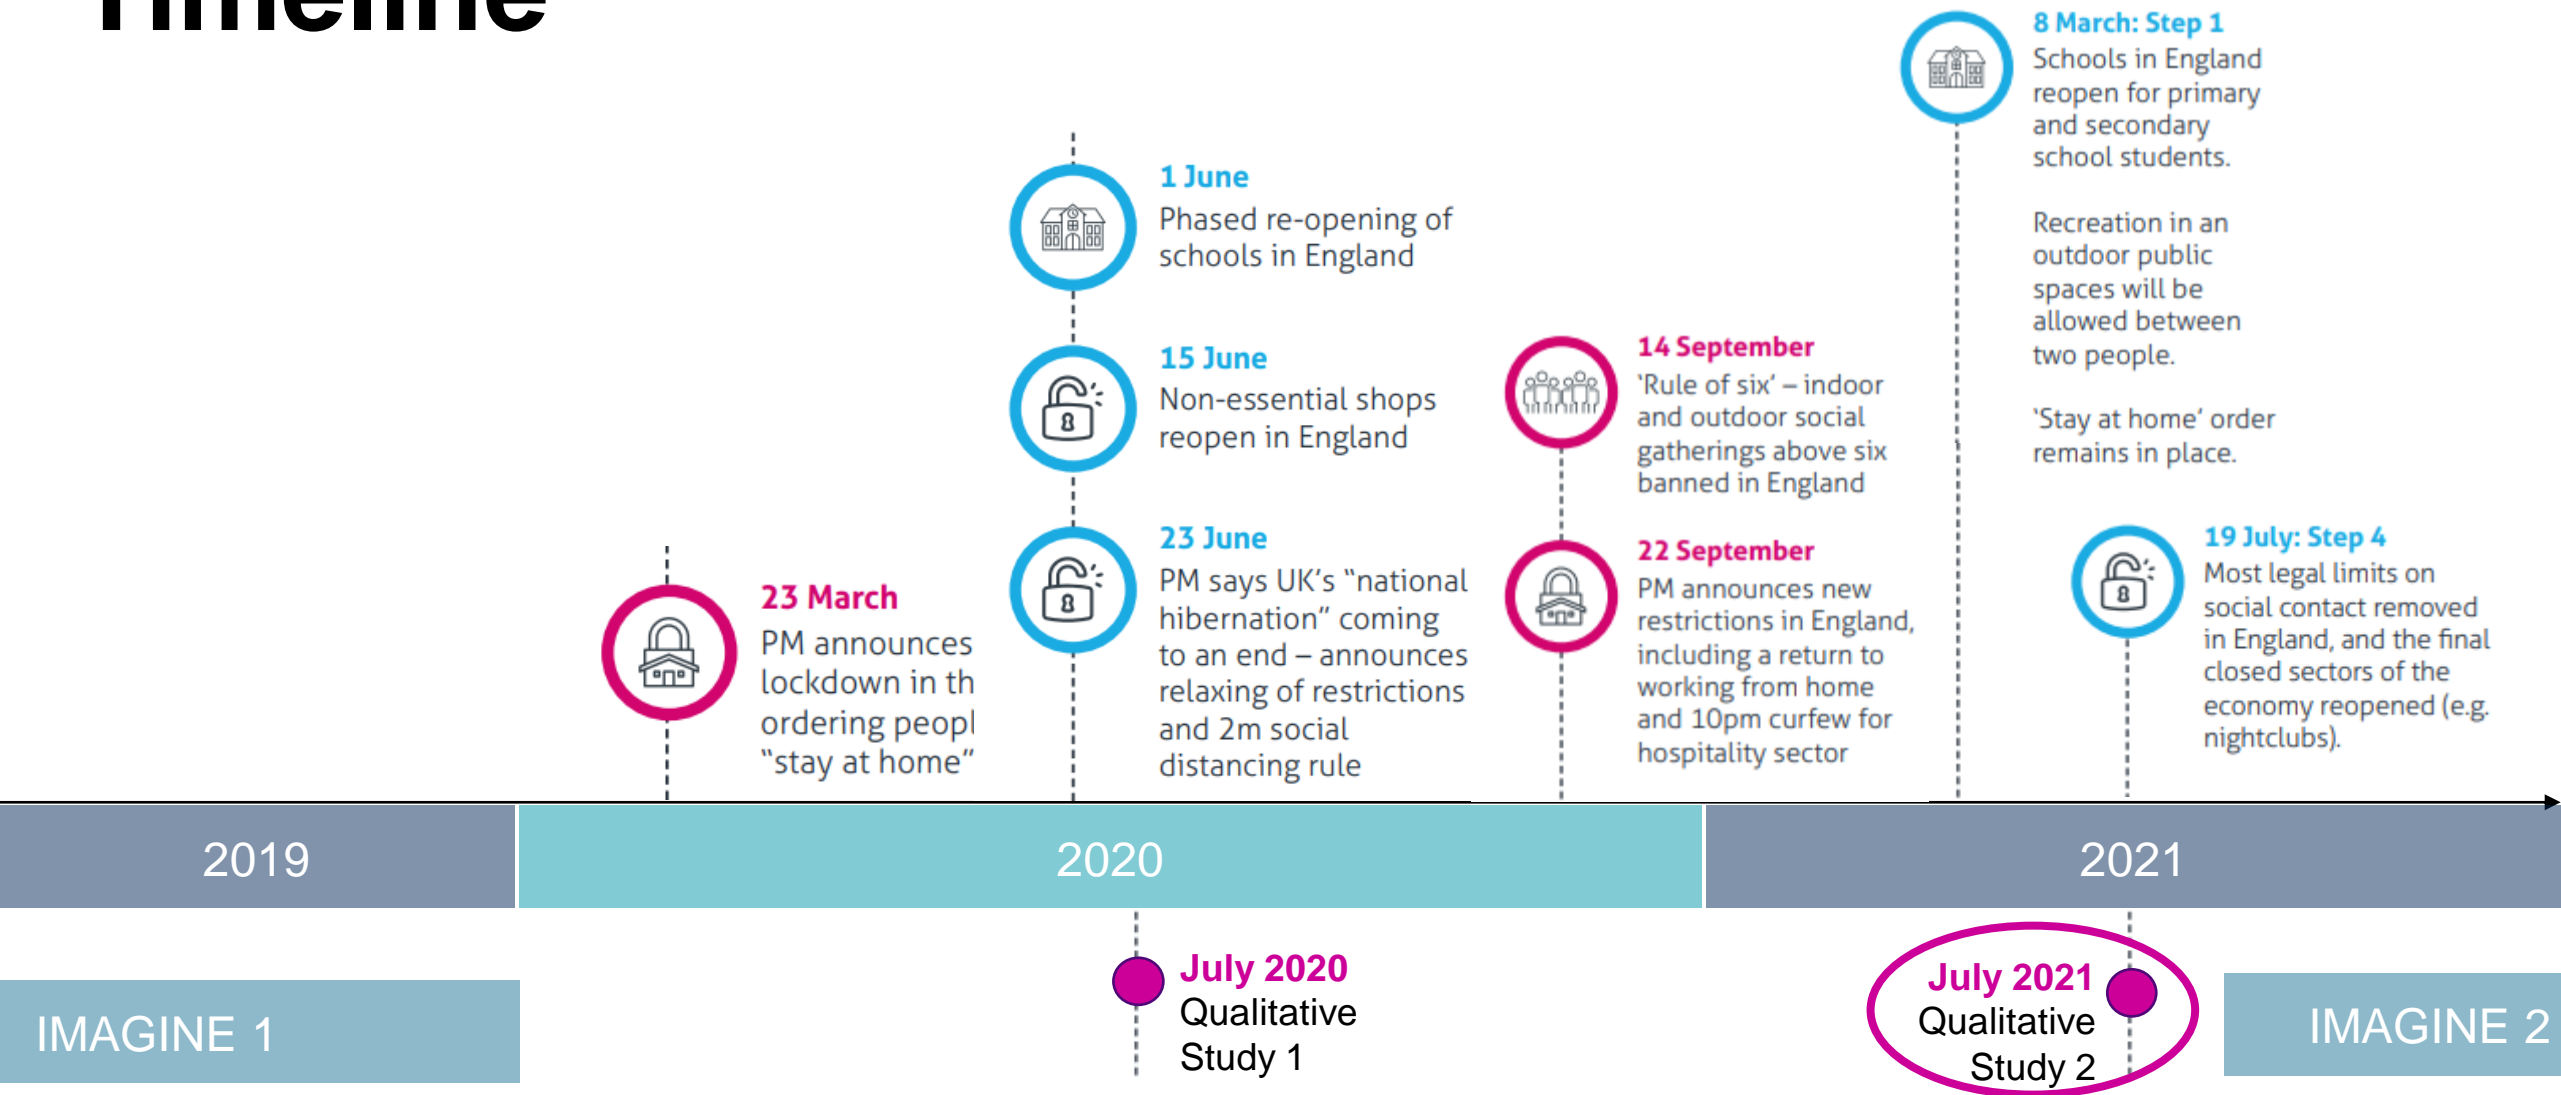 Timeline
8 March: Step 1
Schools in England
reopen for primary
and secondary
school students.
Recreation in an
outdoor public
spaces will be
allowed between
two people.
'Stay at home' order
remains in place.
1 June
Phased re-opening of
schools in England
15 June
Non-essential shops
reopen in England
14 September
'Rule of six' – indoor
and outdoor social
gatherings above six
banned in England
23 June
PM says UK's "national
hibernation" coming
to an end – announces
relaxing of restrictions
and 2m social
distancing rule
22 September
PM announces new
restrictions in England,
including a return to
working from home
and 10pm curfew for
hospitality sector
19 July: Step 4
Most legal limits on
social contact removed
in England, and the final
closed sectors of the
economy reopened (e.g.
nightclubs).
23 March
PM announces
lockdown in th
ordering peopl
"stay at home"
2019
2020
2021
July 2020
Qualitative
Study 1
July 2021
Qualitative
Study 2
IMAGINE 1
IMAGINE 2